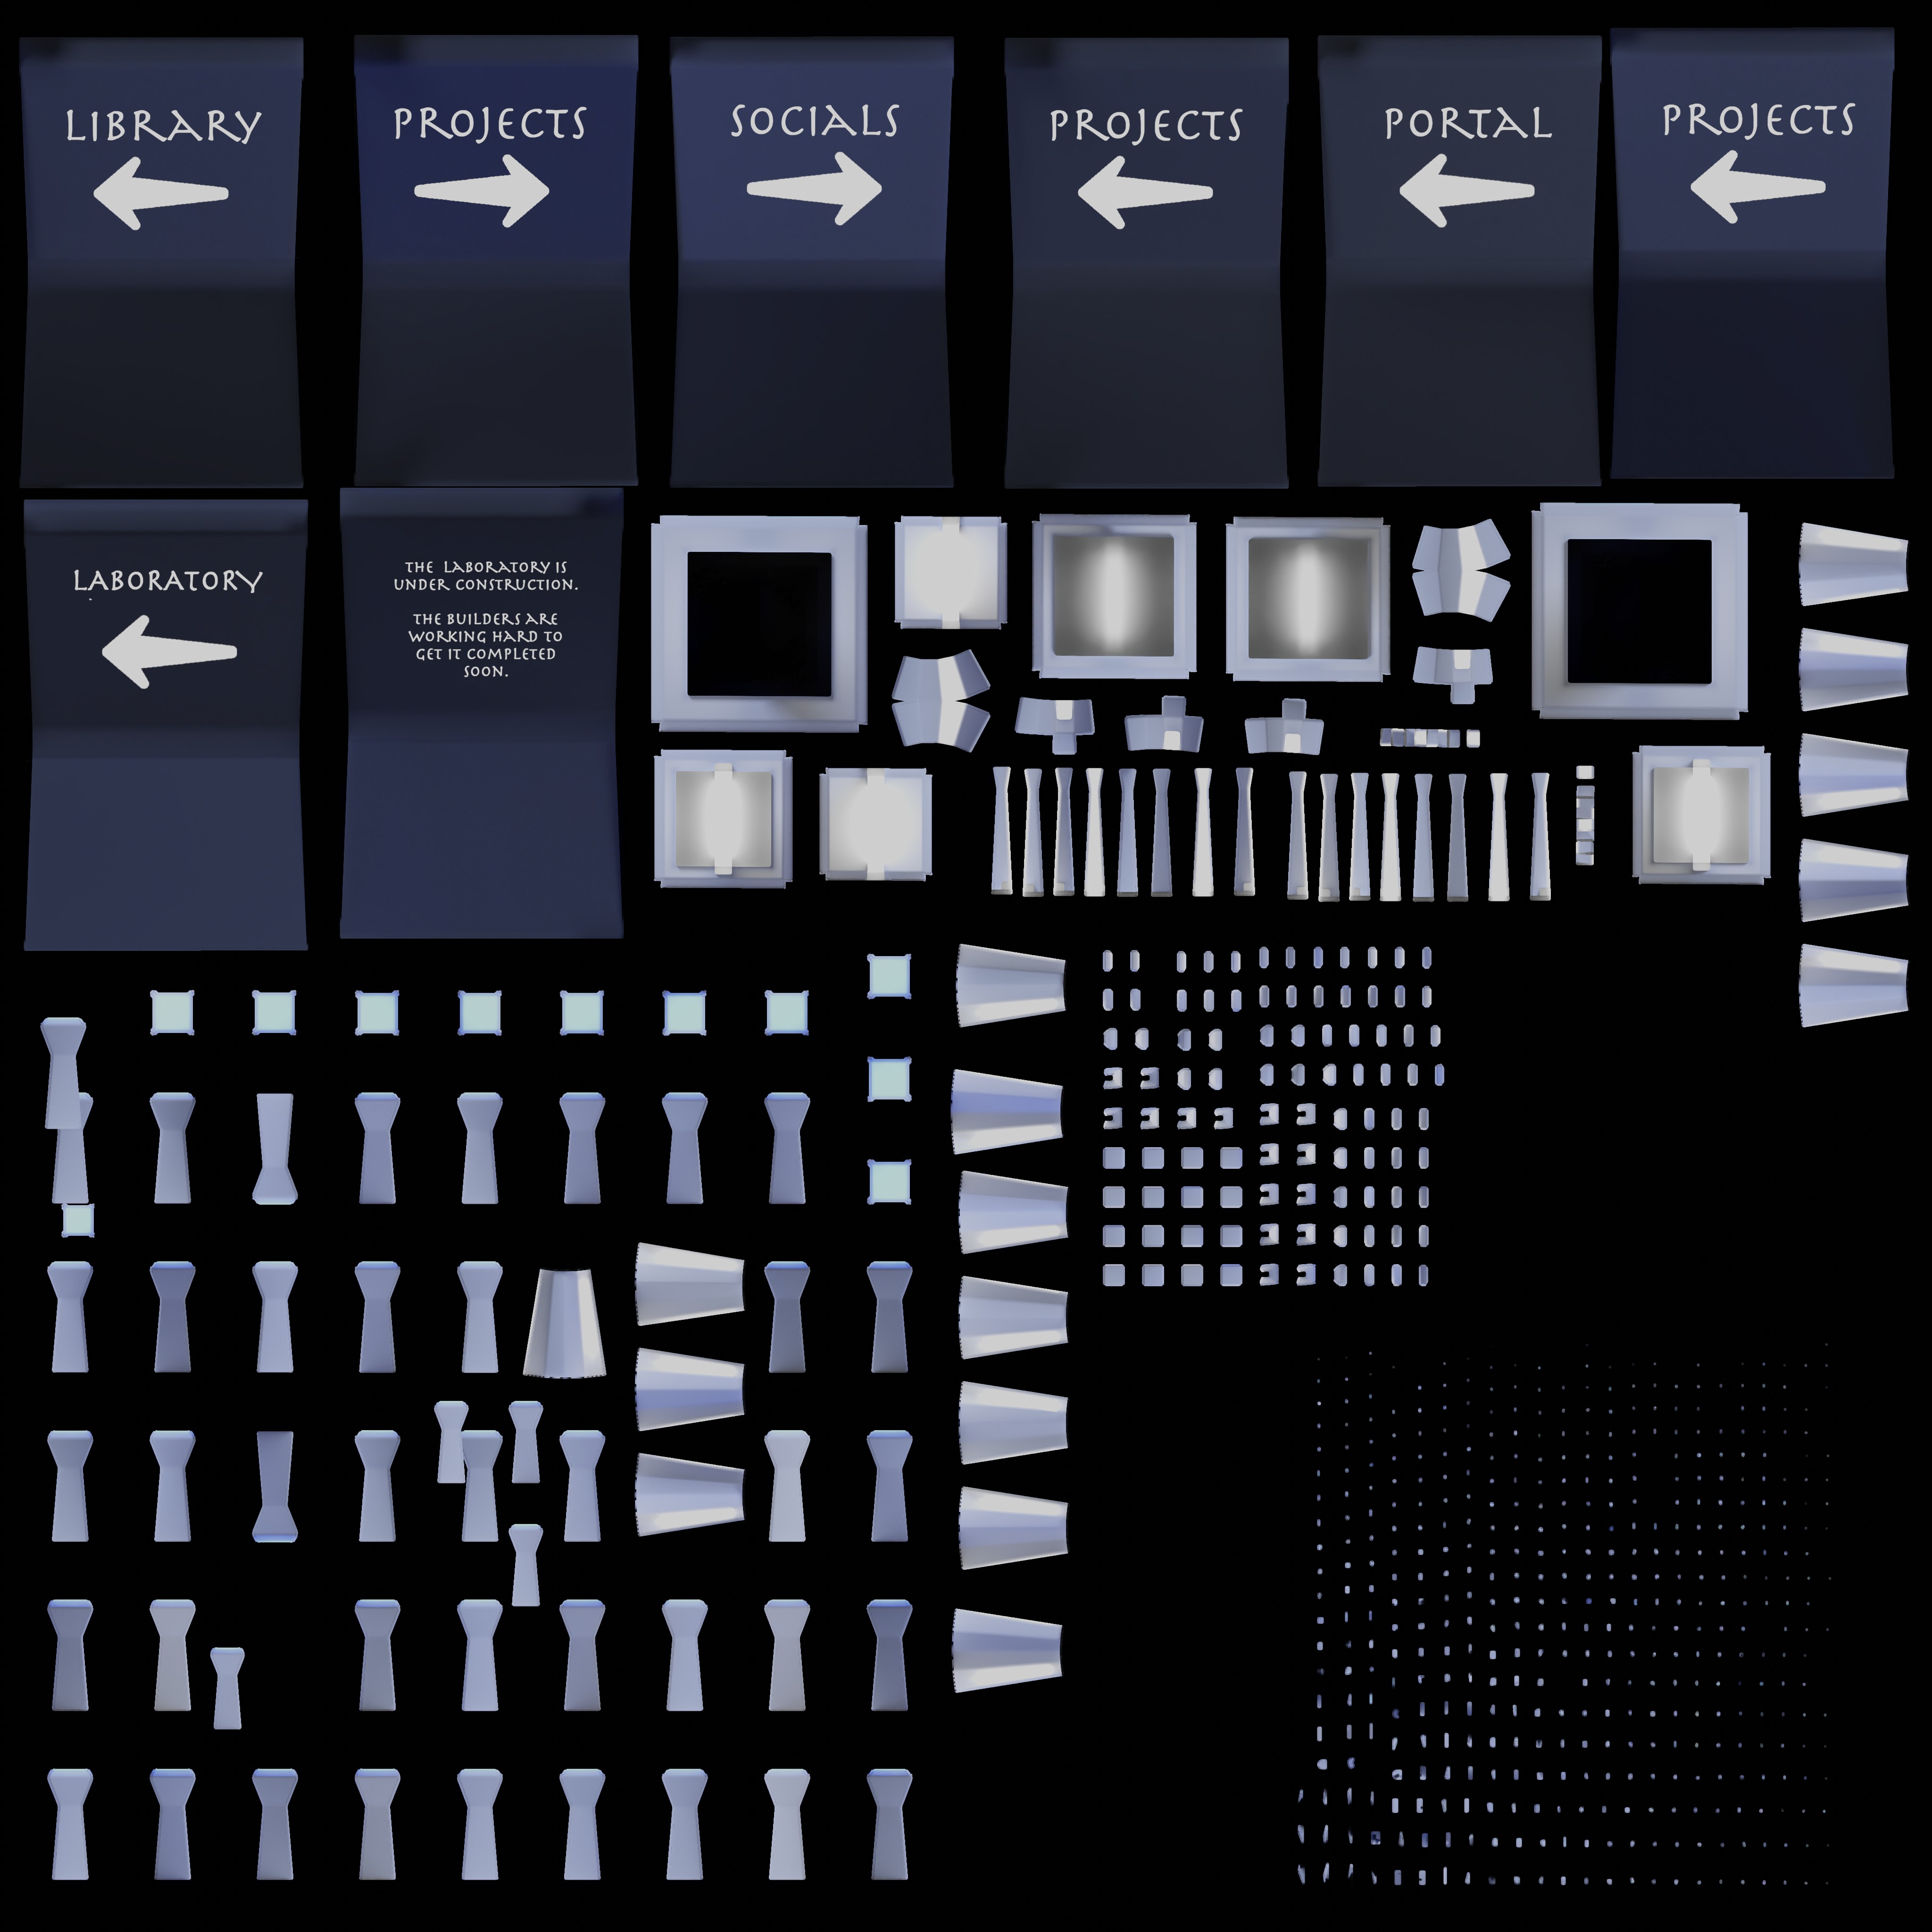 LIBRARY
PROJECTS
SOCIALS
PROJECTS
PORTAL
PROJECTS
LABORATORY
THE LABORATORY IS
UNDER CONSTRUCTION.
THE BUILDERS ARE
WORKING HARD TO
GET IT COMPLETED
SOON.